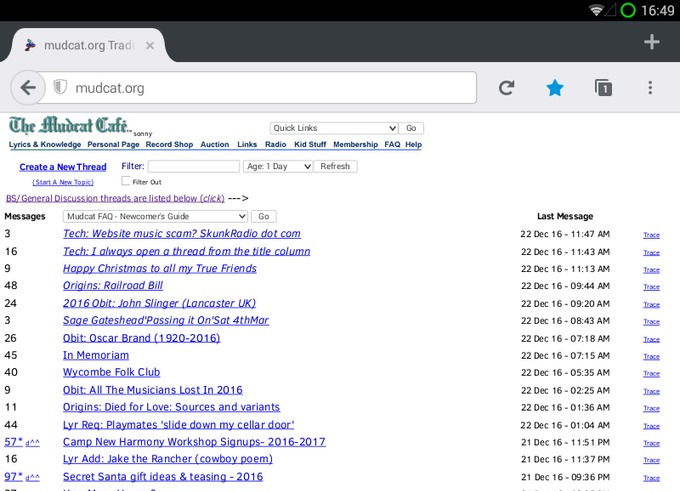 16:49
mudcat.org Tradi
mudcat.org
1
The Mudcat Café™ sonny
Quick Links Go
Lyrics & Knowledge Personal Page Record Shop Auction Links Radio Kid Stuff Membership FAQ Help
Create a New Thread Filter: Age: 1 Day Refresh
(Start A New Topic) Filter Out
BS/General Discussion threads are listed below (click) --->
Messages Mudcat FAQ - Newcomer's Guide Go Last Message
3 Tech: Website music scam? SkunkRadio dot com 22 Dec 16 - 11:47 AM Trace
16 Tech: I always open a thread from the title column 22 Dec 16 - 11:43 AM Trace
9 Happy Christmas to all my True Friends 22 Dec 16 - 11:13 AM Trace
48 Origins: Railroad Bill 22 Dec 16 - 09:44 AM Trace
24 2016 Obit: John Slinger (Lancaster UK) 22 Dec 16 - 09:20 AM Trace
3 Sage Gateshead'Passing it On'Sat 4thMar 22 Dec 16 - 08:43 AM Trace
26 Obit: Oscar Brand (1920-2016) 22 Dec 16 - 07:18 AM Trace
45 In Memoriam 22 Dec 16 - 07:15 AM Trace
40 Wycombe Folk Club 22 Dec 16 - 05:35 AM Trace
9 Obit: All The Musicians Lost In 2016 22 Dec 16 - 02:25 AM Trace
11 Origins: Died for Love: Sources and variants 22 Dec 16 - 01:36 AM Trace
44 Lyr Req: Playmates 'slide down my cellar door' 22 Dec 16 - 01:04 AM Trace
57* d^^ Camp New Harmony Workshop Signups- 2016-2017 21 Dec 16 - 11:51 PM Trace
16 Lyr Add: Jake the Rancher (cowboy poem) 21 Dec 16 - 11:37 PM Trace
97* d^^ Secret Santa gift ideas & teasing - 2016 21 Dec 16 - 09:36 PM Trace